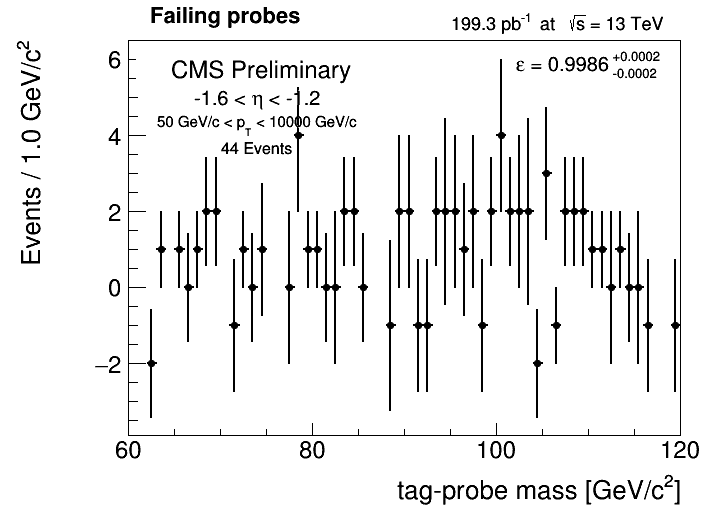 Failing probes
199.3 pb⁻¹ at √s = 13 TeV
CMS Preliminary
-1.6 < η < -1.2
50 GeV/c < p_T < 10000 GeV/c
44 Events
ε = 0.9986 +0.0002 -0.0002
Events / 1.0 GeV/c²
6
4
2
0
−2
60 80 100 120
tag-probe mass [GeV/c²]